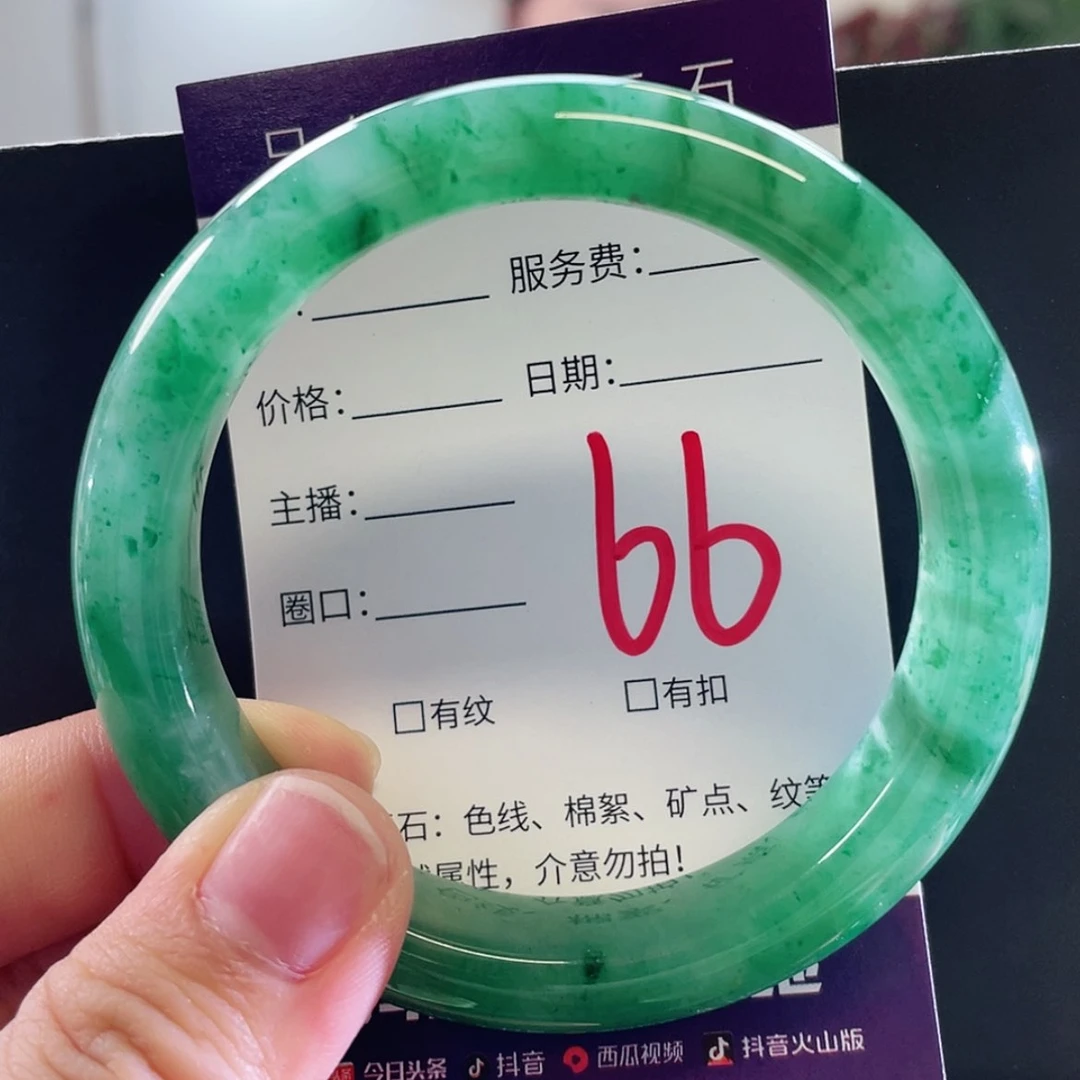 石
服务费：
价格：
日期：
主播：
66
圈口：
□有纹
□有扣
石：色线、棉絮、矿点、纹等
属性，介意勿拍！
今日头条 抖音 西瓜视频 抖音火山版